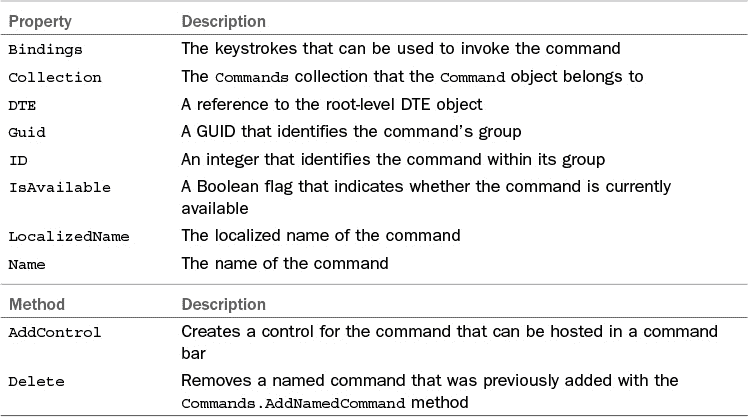 Property Description
Bindings The keystrokes that can be used to invoke the command
Collection The Commands collection that the Command object belongs to
DTE A reference to the root-level DTE object
Guid A GUID that identifies the command’s group
ID An integer that identifies the command within its group
IsAvailable A Boolean flag that indicates whether the command is currently
available
LocalizedName The localized name of the command
Name The name of the command
Method Description
AddControl Creates a control for the command that can be hosted in a command
bar
Delete Removes a named command that was previously added with the
Commands.AddNamedCommand method